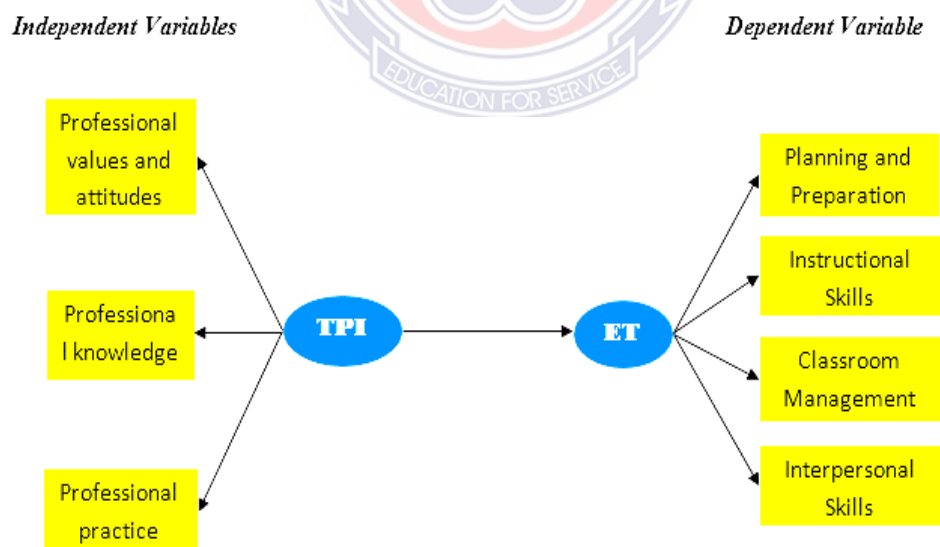 EDUCATION FOR SERVICE
Independent Variables
Dependent Variable
Professional
values and
attitudes
Professiona
l knowledge
Professional
practice
TPI
ET
Planning and
Preparation
Instructional
Skills
Classroom
Management
Interpersonal
Skills